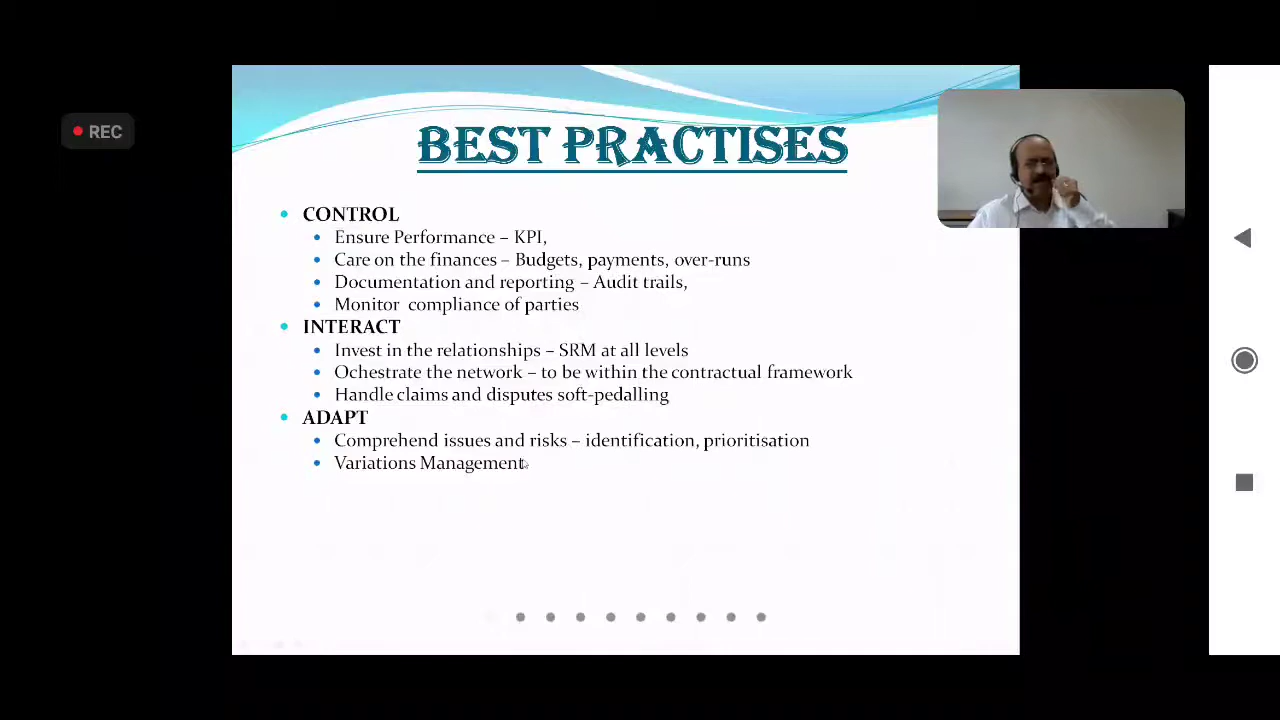 REC
BEST PRACTISES
CONTROL
Ensure Performance – KPI,
Care on the finances – Budgets, payments, over-runs
Documentation and reporting – Audit trails,
Monitor compliance of parties
INTERACT
Invest in the relationships – SRM at all levels
Ochestrate the network – to be within the contractual framework
Handle claims and disputes soft-pedalling
ADAPT
Comprehend issues and risks – identification, prioritisation
Variations Management